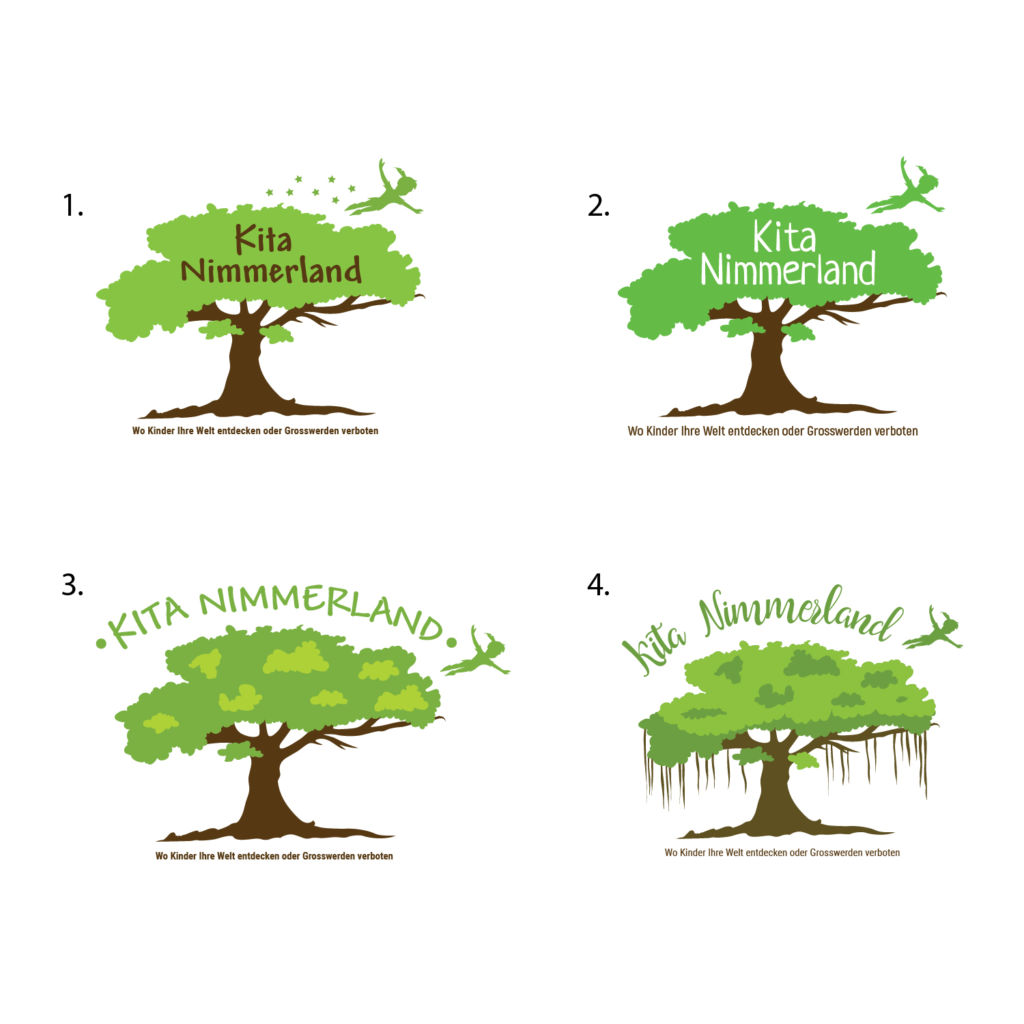 1.
Kita
Nimmerland
Wo Kinder Ihre Welt entdecken oder Grosswerden verboten
2.
Kita
Nimmerland
Wo Kinder Ihre Welt entdecken oder Grosswerden verboten
3.
• KITA NIMMERLAND •
Wo Kinder Ihre Welt entdecken oder Grosswerden verboten
4.
Kita Nimmerland
Wo Kinder Ihre Welt entdecken oder Grosswerden verboten